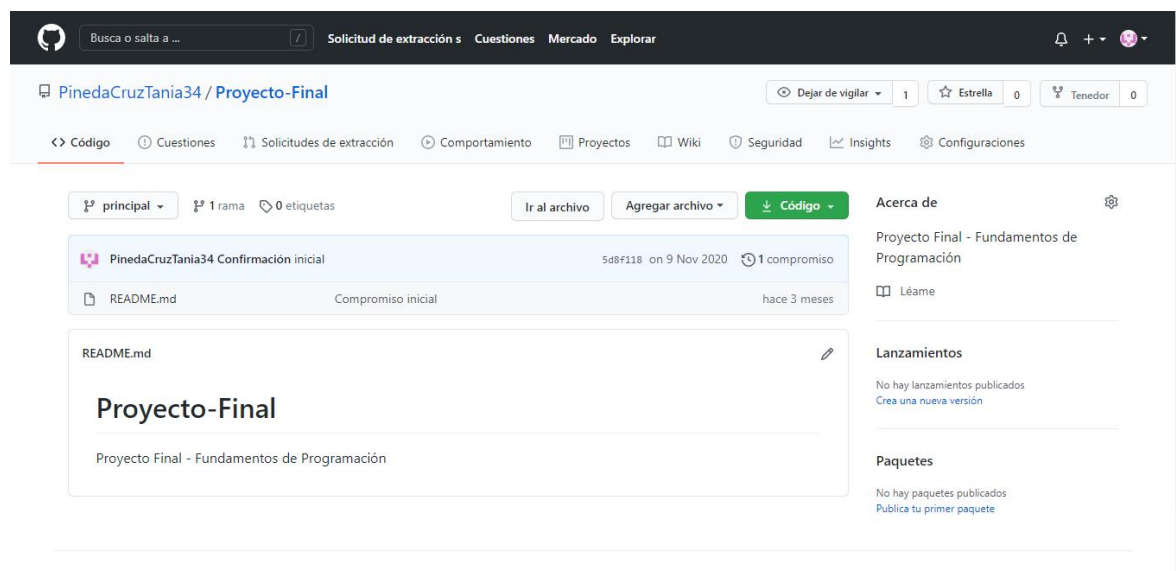 Busca o salta a ... / Solicitud de extracción s Cuestiones Mercado Explorar
PinedaCruzTania34 / Proyecto-Final Dejar de vigilar 1 Estrella 0 Tenedor 0
Código Cuestiones Solicitudes de extracción Comportamiento Proyectos Wiki Seguridad Insights Configuraciones
principal 1 rama 0 etiquetas Ir al archivo Agregar archivo Código
PinedaCruzTania34 Confirmación inicial 5d8f118 on 9 Nov 2020 1 compromiso
README.md Compromiso inicial hace 3 meses
README.md
Proyecto-Final
Proyecto Final - Fundamentos de Programación
Acerca de
Proyecto Final - Fundamentos de
Programación
Léame
Lanzamientos
No hay lanzamientos publicados
Crea una nueva versión
Paquetes
No hay paquetes publicados
Publica tu primer paquete